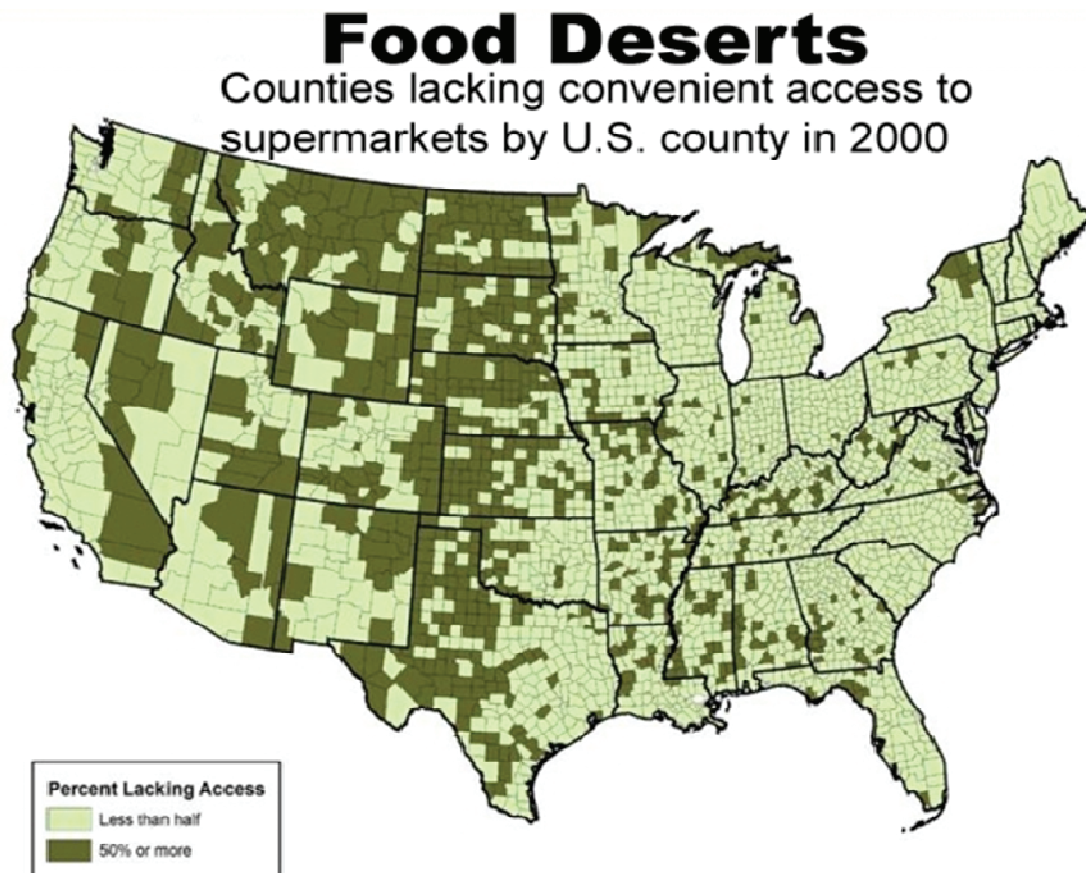 Food Deserts
Counties lacking convenient access to
supermarkets by U.S. county in 2000
Percent Lacking Access
Less than half
50% or more